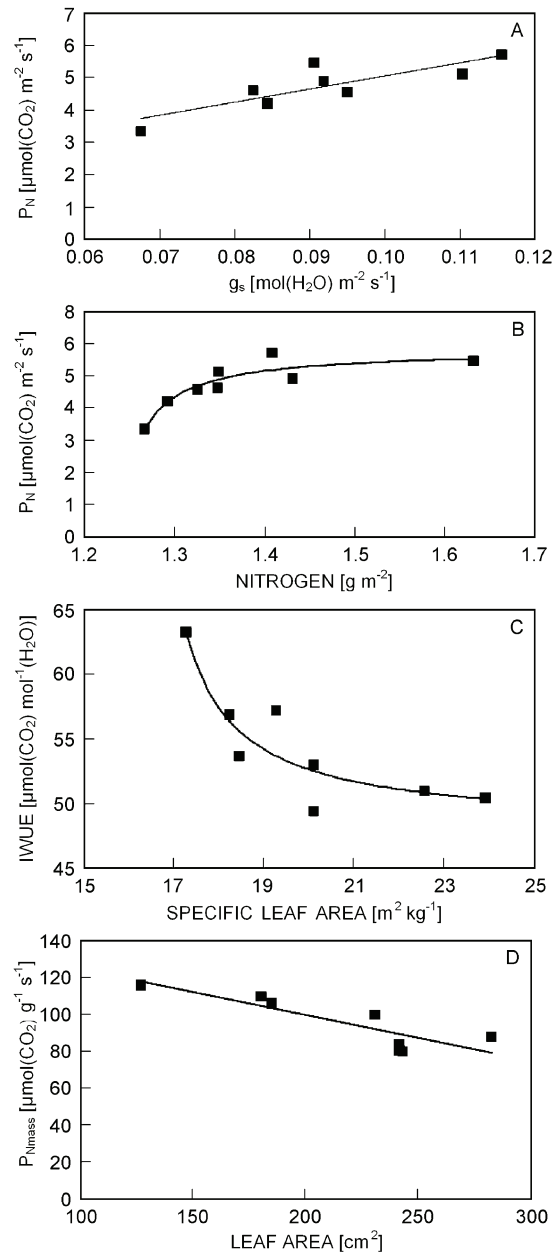 7
A
6
5
4
3
2
1
0
P_N [µmol(CO₂) m⁻² s⁻¹]
0.06 0.07 0.08 0.09 0.10 0.11 0.12
g_s [mol(H₂O) m⁻² s⁻¹]
8
B
7
6
5
4
3
2
1
0
P_N [µmol(CO₂) m⁻² s⁻¹]
1.2 1.3 1.4 1.5 1.6 1.7
NITROGEN [g m⁻²]
65
C
60
55
50
45
IWUE [µmol(CO₂) mol⁻¹(H₂O)]
15 17 19 21 23 25
SPECIFIC LEAF AREA [m² kg⁻¹]
140
D
120
100
80
60
40
20
0
P_Nmass [µmol(CO₂) g⁻¹ s⁻¹]
100 150 200 250 300
LEAF AREA [cm²]